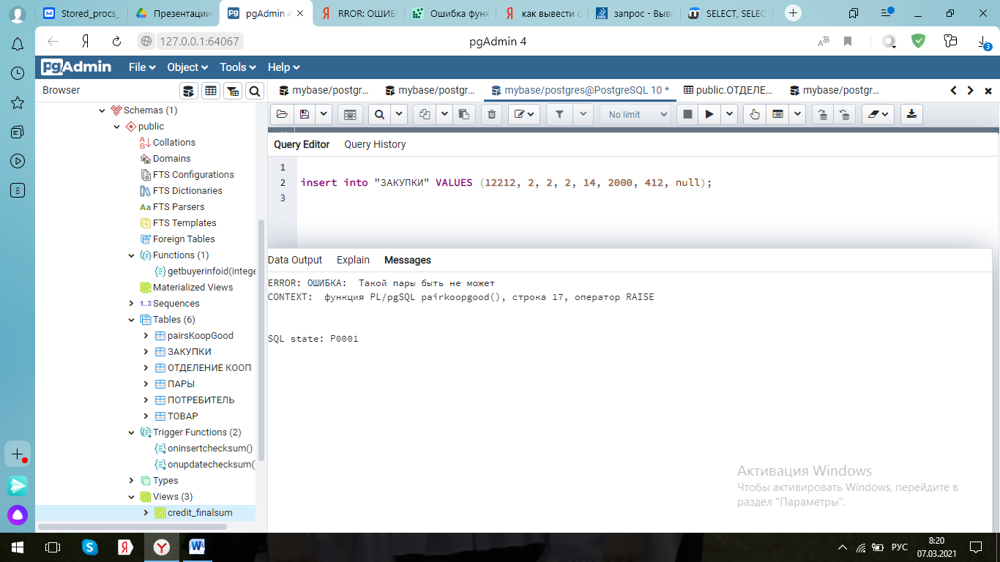 Stored_procs_
Презентации
pgAdmin 4
RROR: ОШИБ
Ошибка фун
как вывести с
запрос - Выво
SELECT, SELEC
127.0.0.1:64067
pgAdmin 4
3
pgAdmin File Object Tools Help
Browser
mybase/postgr...
mybase/postgr...
mybase/postgres@PostgreSQL 10 *
public.ОТДЕЛЕ...
mybase/postgr...
No limit
8
Schemas (1)
public
Collations
Domains
FTS Configurations
FTS Dictionaries
Aa FTS Parsers
FTS Templates
Foreign Tables
Functions (1)
getbuyerinfoid(intege
Materialized Views
1..3 Sequences
Tables (6)
pairsKoopGood
ЗАКУПКИ
ОТДЕЛЕНИЕ КООП
ПАРЫ
ПОТРЕБИТЕЛЬ
ТОВАР
Trigger Functions (2)
oninsertchecksum()
onupdatechecksum(
Types
Views (3)
credit_finalsum
Query Editor Query History
1
2 insert into "ЗАКУПКИ" VALUES (12212, 2, 2, 2, 14, 2000, 412, null);
3
Data Output Explain Messages
ERROR: ОШИБКА: Такой пары быть не может
CONTEXT: функция PL/pgSQL pairkoopgood(), строка 17, оператор RAISE
SQL state: P0001
Активация Windows
Чтобы активировать Windows, перейдите в
раздел "Параметры".
РУС
8:20
07.03.2021